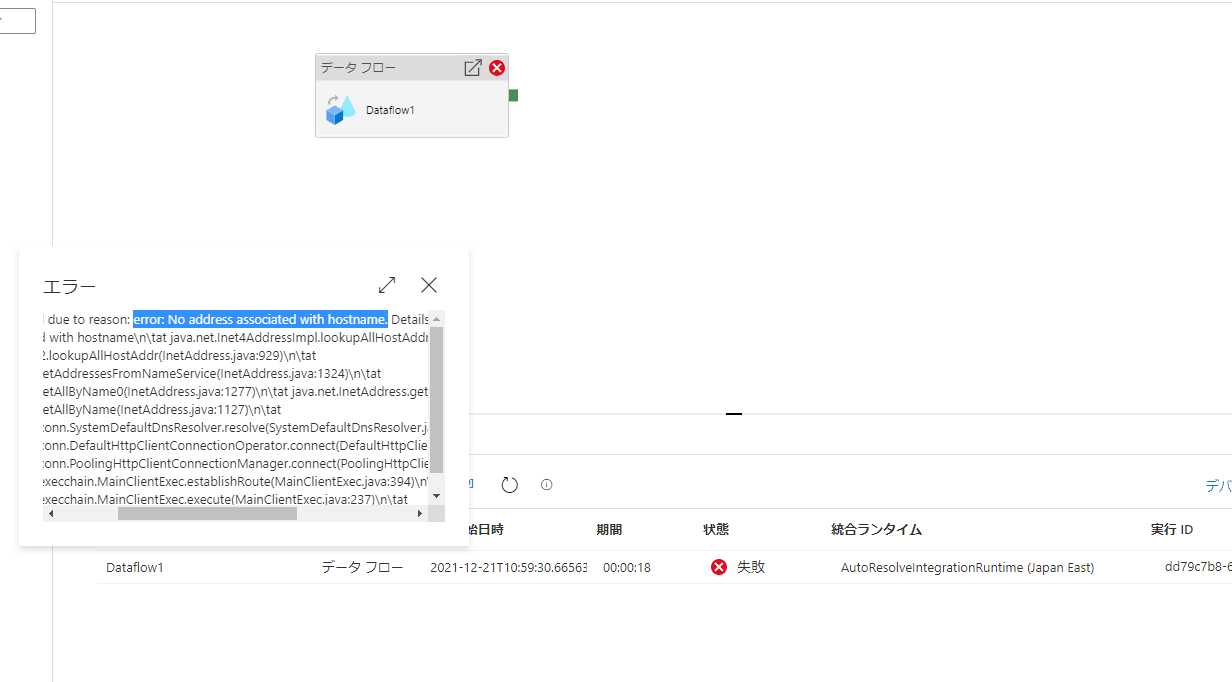 データ フロー
Dataflow1
エラー
due to reason: error: No address associated with hostname. Details
with hostname\n\tat java.net.Inet4AddressImpl.lookupAllHostAddr
.lookupAllHostAddr(InetAddress.java:929)\n\tat
etAddressesFromNameService(InetAddress.java:1324)\n\tat
etAllByName0(InetAddress.java:1277)\n\tat java.net.InetAddress.get
etAllByName(InetAddress.java:1127)\n\tat
conn.SystemDefaultDnsResolver.resolve(SystemDefaultDnsResolver.j
conn.DefaultHttpClientConnectionOperator.connect(DefaultHttpClie
conn.PoolingHttpClientConnectionManager.connect(PoolingHttpClie
execchain.MainClientExec.establishRoute(MainClientExec.java:394)\n
execchain.MainClientExec.execute(MainClientExec.java:237)\n\tat
デバ
始日時 期間 状態 統合ランタイム 実行 ID
Dataflow1 データ フロー 2021-12-21T10:59:30.66563 00:00:18 失敗 AutoResolveIntegrationRuntime (Japan East) dd79c7b8-6